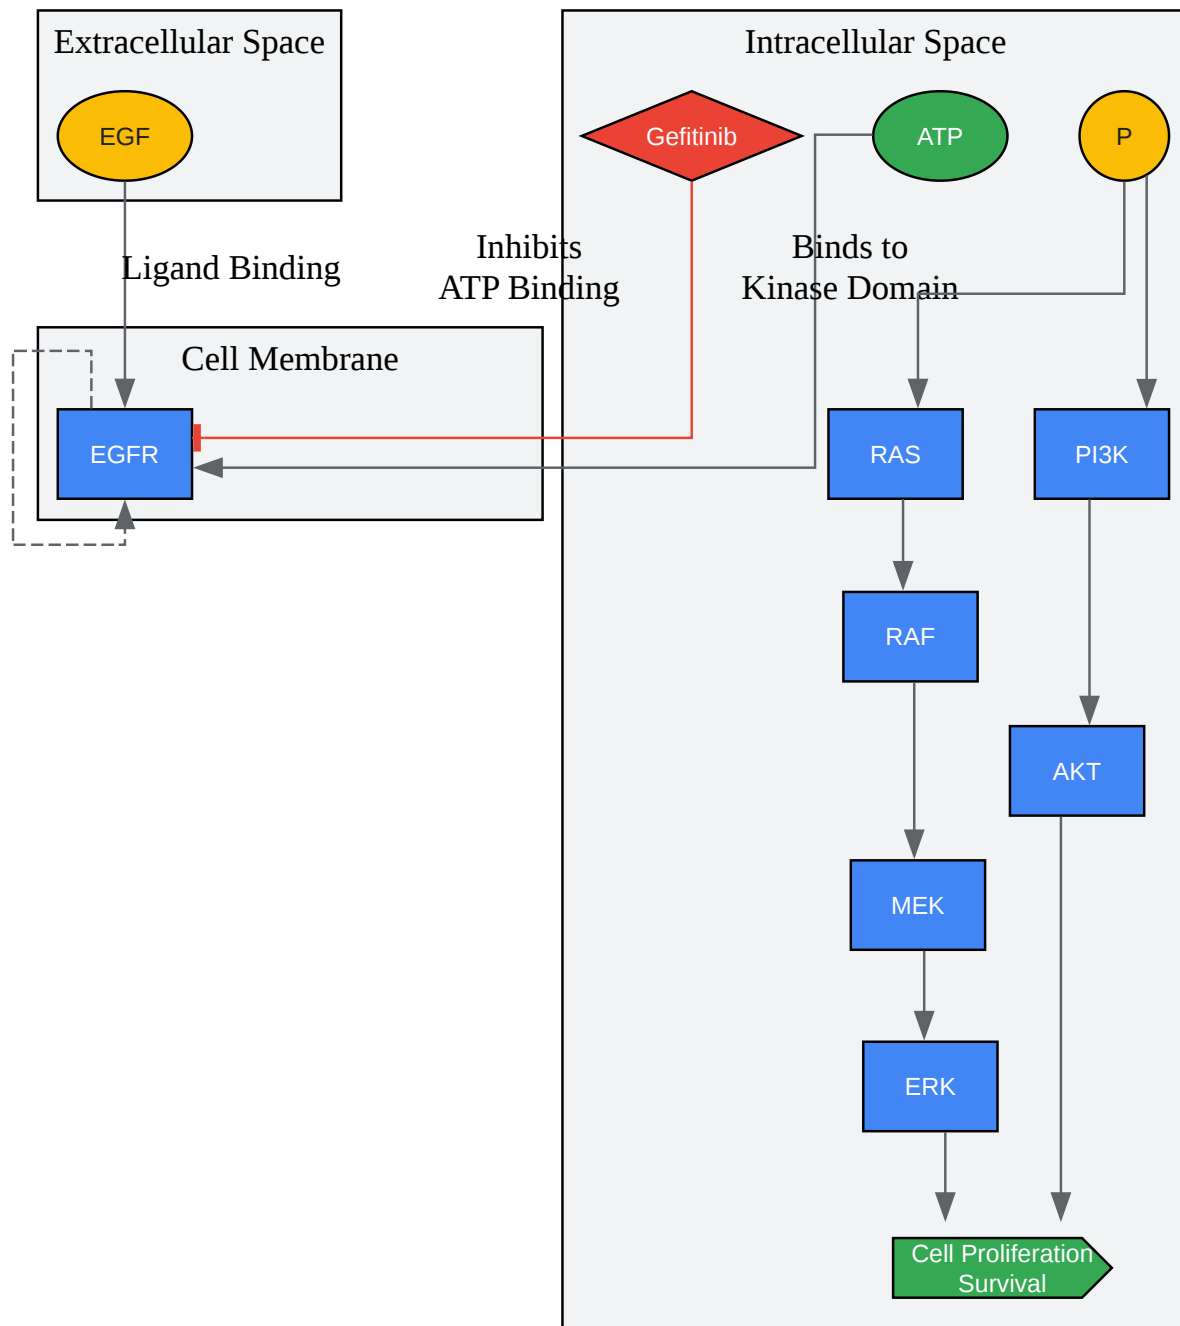 Extracellular Space
Intracellular Space
EGF
Gefitinib
ATP
P
Ligand Binding
Inhibits
ATP Binding
Binds to
Kinase Domain
Cell Membrane
EGFR
RAS
PI3K
RAF
AKT
MEK
ERK
Cell Proliferation
Survival